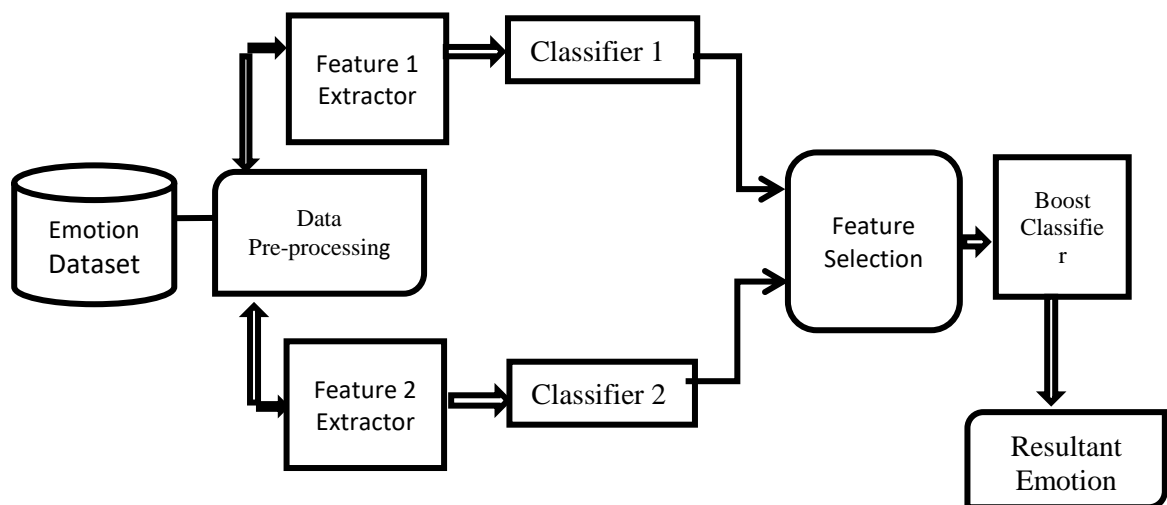 Emotion
Dataset
Data
Pre-processing
Feature 1
Extractor
Classifier 1
Feature 2
Extractor
Classifier 2
Feature
Selection
Boost
Classifie
r
Resultant
Emotion